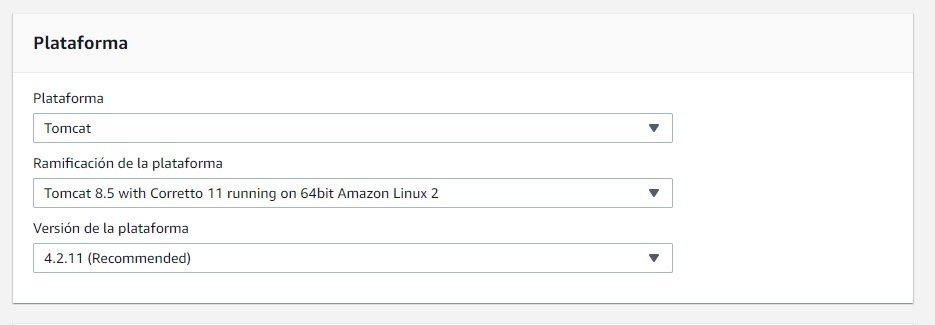 Plataforma
Plataforma
Tomcat
Ramificación de la plataforma
Tomcat 8.5 with Corretto 11 running on 64bit Amazon Linux 2
Versión de la plataforma
4.2.11 (Recommended)